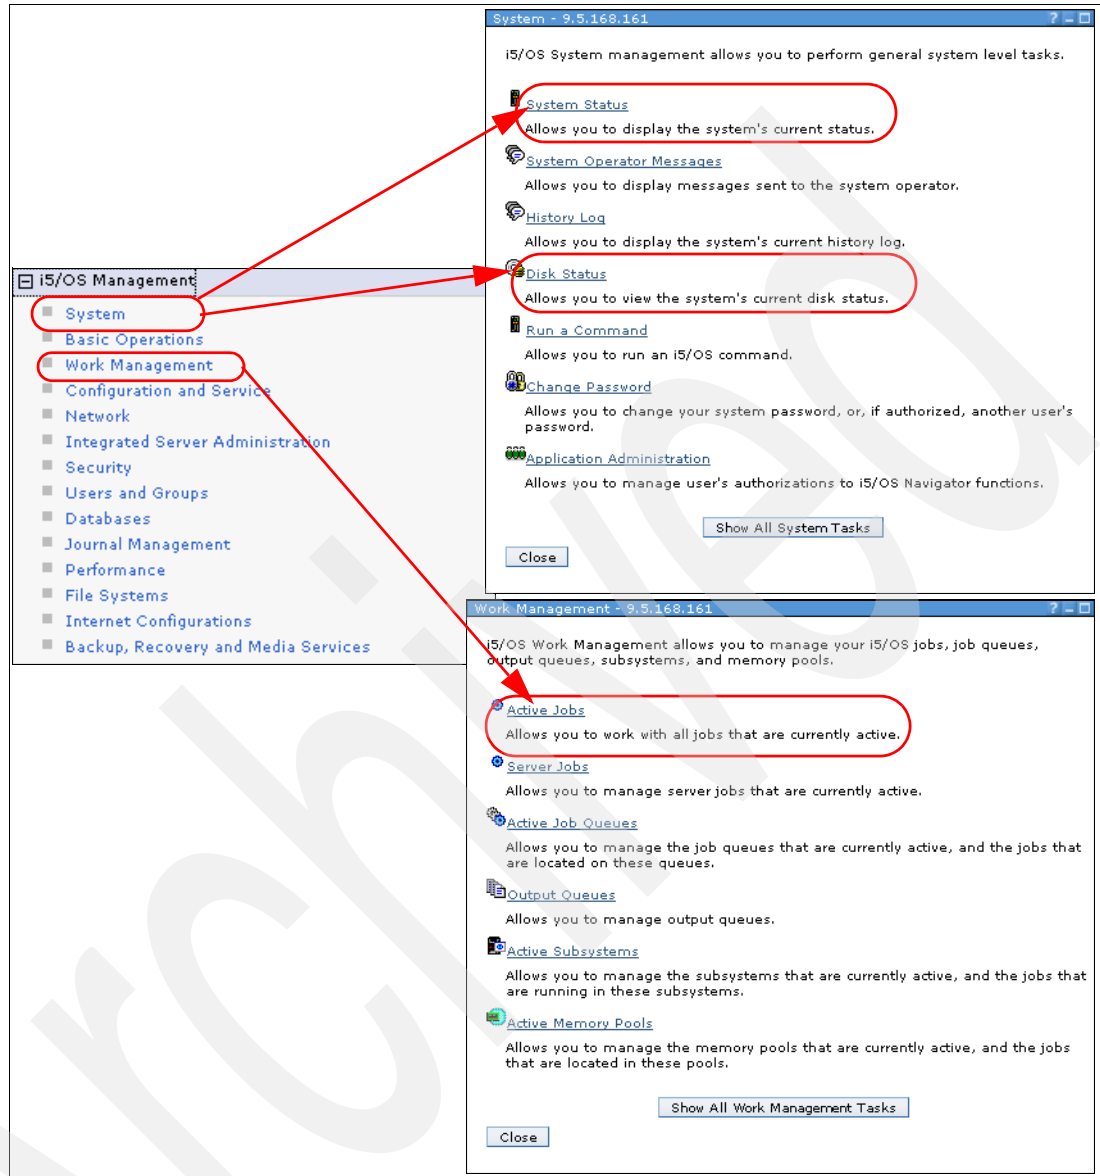 System - 9.5.168.161
i5/OS System management allows you to perform general system level tasks.
System Status
Allows you to display the system's current status.
System Operator Messages
Allows you to display messages sent to the system operator.
History Log
Allows you to display the system's current history log.
Disk Status
Allows you to view the system's current disk status.
Run a Command
Allows you to run an i5/OS command.
Change Password
Allows you to change your system password, or, if authorized, another user's
password.
Application Administration
Allows you to manage user's authorizations to i5/OS Navigator functions.
Show All System Tasks
Close
i5/OS Management
System
Basic Operations
Work Management
Configuration and Service
Network
Integrated Server Administration
Security
Users and Groups
Databases
Journal Management
Performance
File Systems
Internet Configurations
Backup, Recovery and Media Services
Work Management - 9.5.168.161
i5/OS Work Management allows you to manage your i5/OS jobs, job queues,
output queues, subsystems, and memory pools.
Active Jobs
Allows you to work with all jobs that are currently active.
Server Jobs
Allows you to manage server jobs that are currently active.
Active Job Queues
Allows you to manage the job queues that are currently active, and the jobs that
are located on these queues.
Output Queues
Allows you to manage output queues.
Active Subsystems
Allows you to manage the subsystems that are currently active, and the jobs that
are running in these subsystems.
Active Memory Pools
Allows you to manage the memory pools that are currently active, and the jobs
that are located in these pools.
Show All Work Management Tasks
Close
Archived